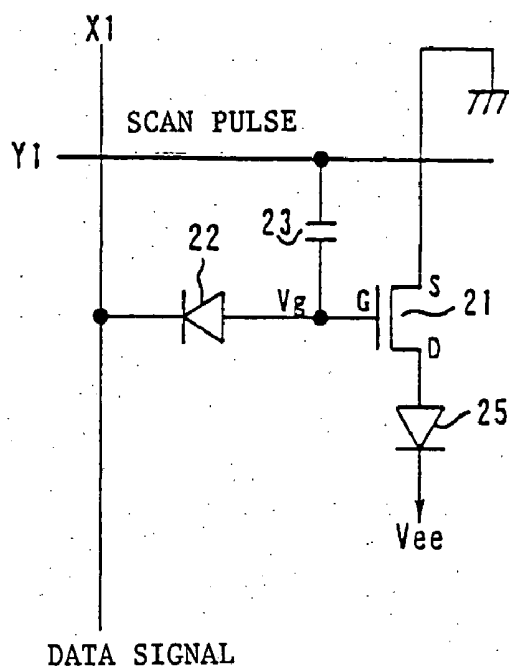 X1
SCAN PULSE
Y1
23
22
Vg
G
S
21
D
25
Vee
DATA SIGNAL